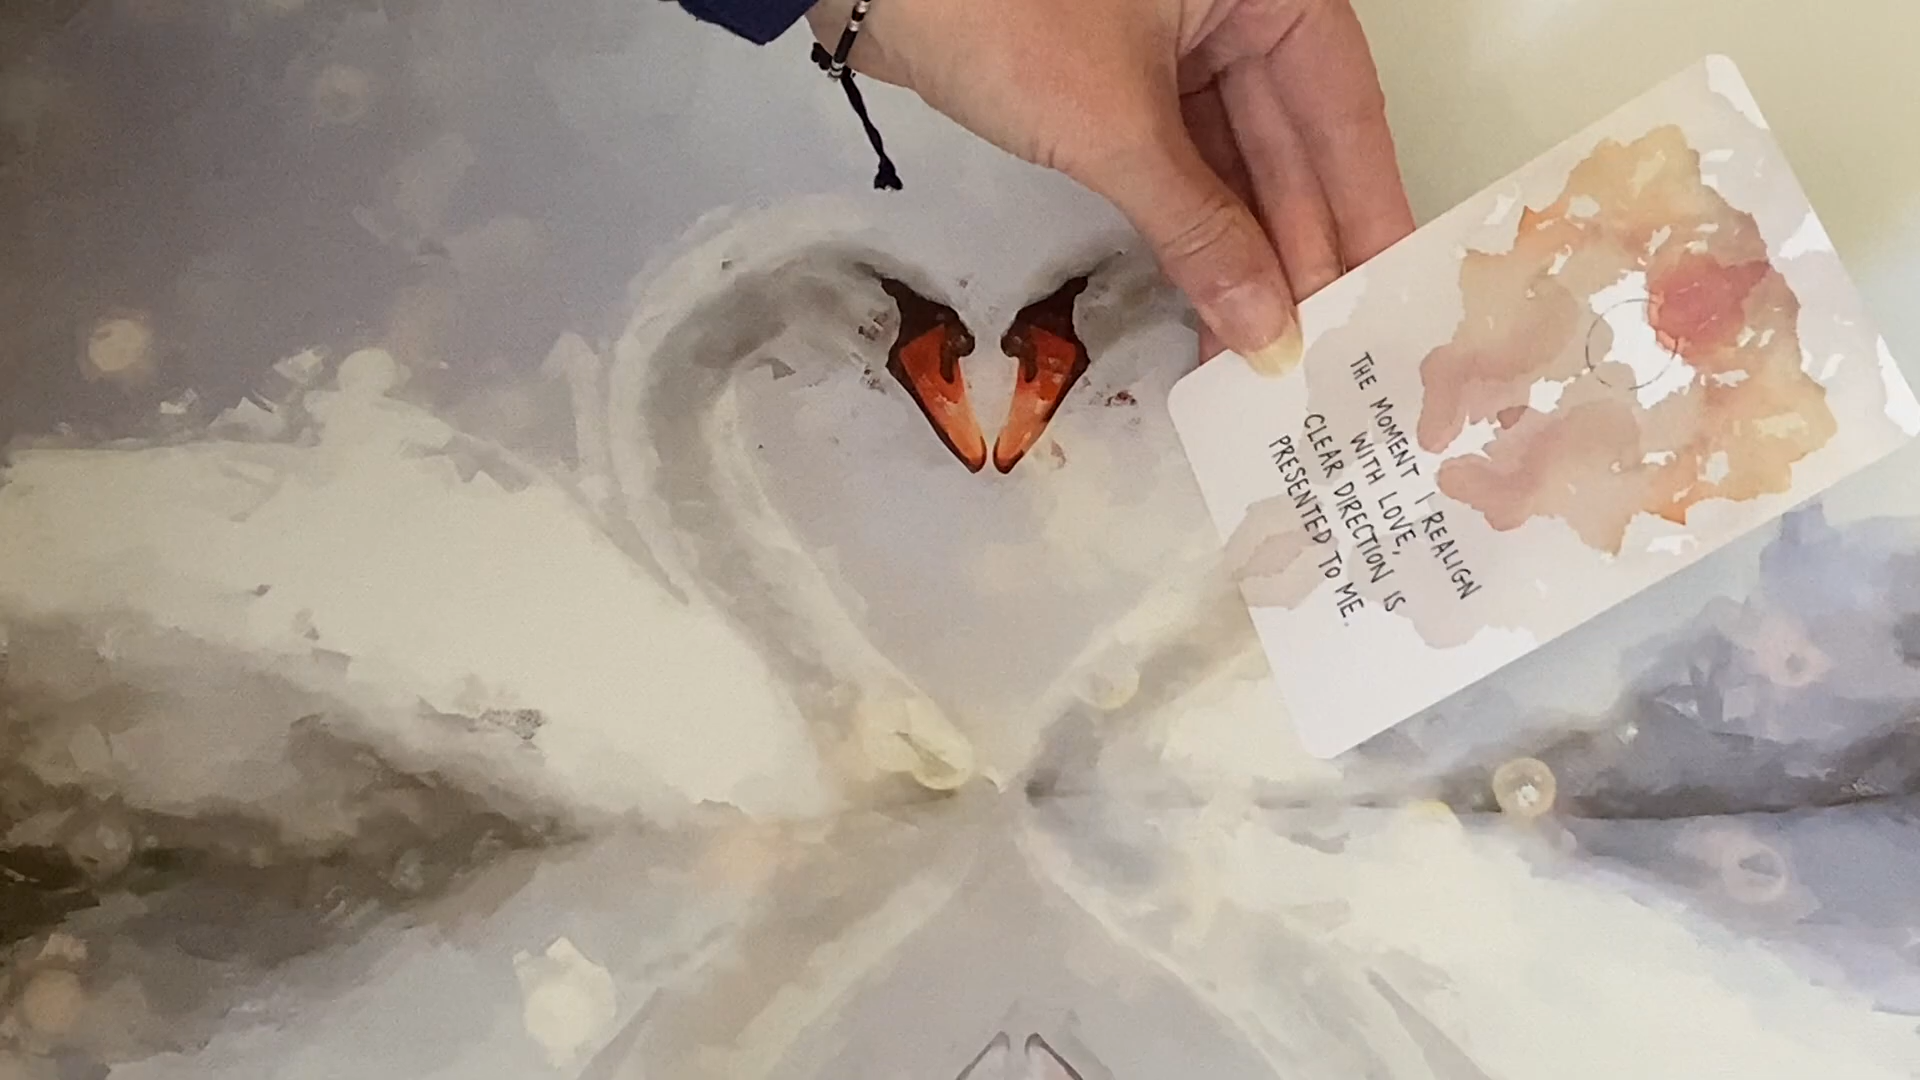 THE MOMENT I REALIGN
WITH LOVE,
CLEAR DIRECTION IS
PRESENTED TO ME.